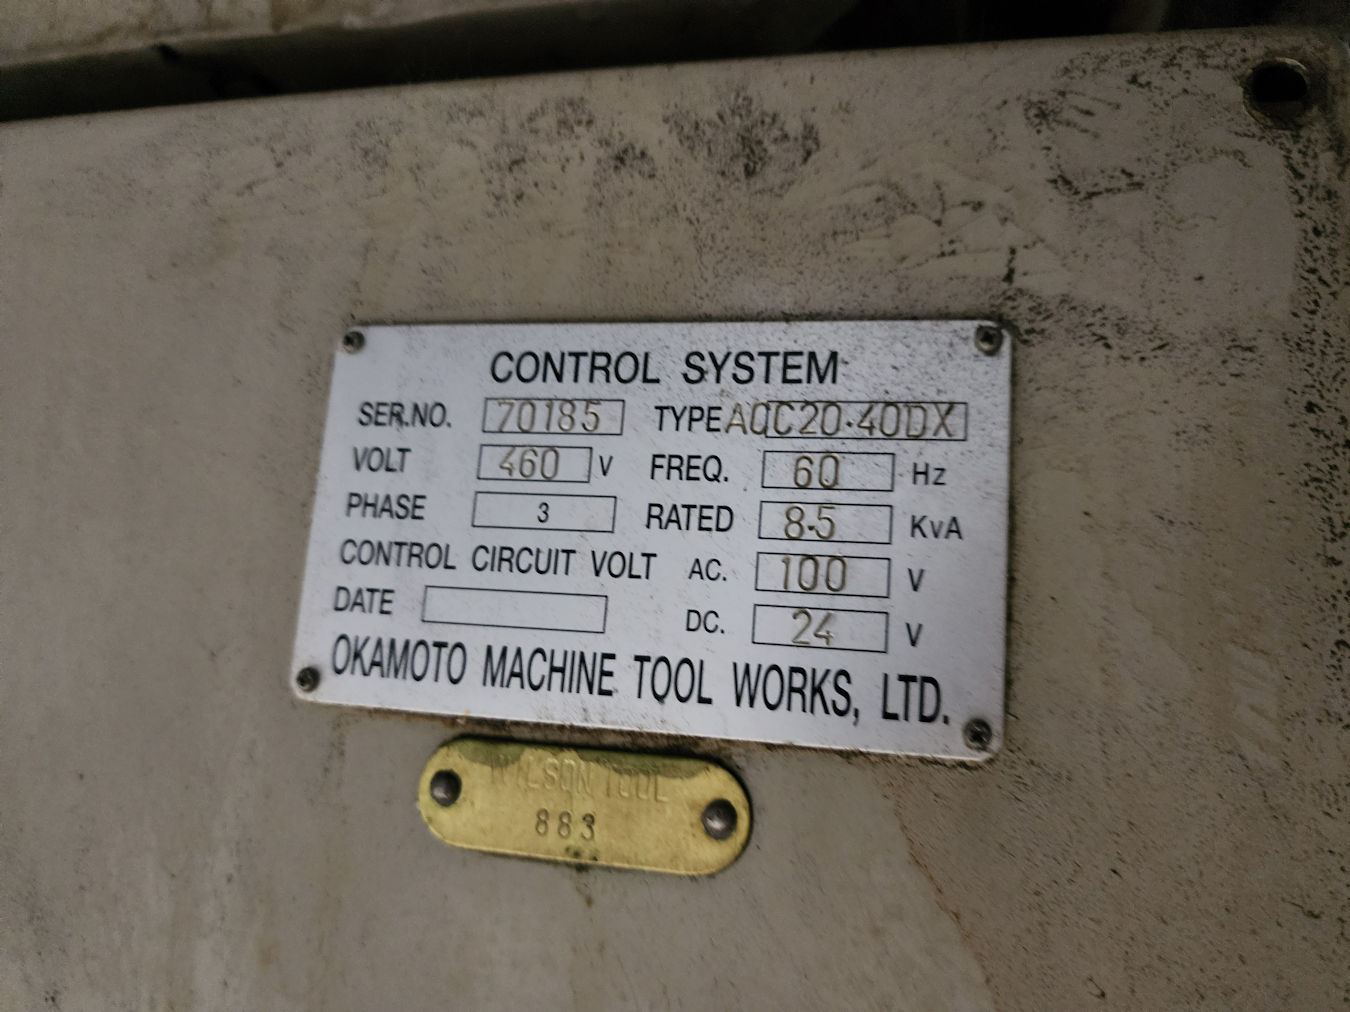 CONTROL SYSTEM
SER.NO. 70185 TYPE ACC20·40DX
VOLT 460 V FREQ. 60 Hz
PHASE 3 RATED 8.5 KvA
CONTROL CIRCUIT VOLT AC. 100 V
DATE DC. 24 V
OKAMOTO MACHINE TOOL WORKS, LTD.
WILSON TOOL
883